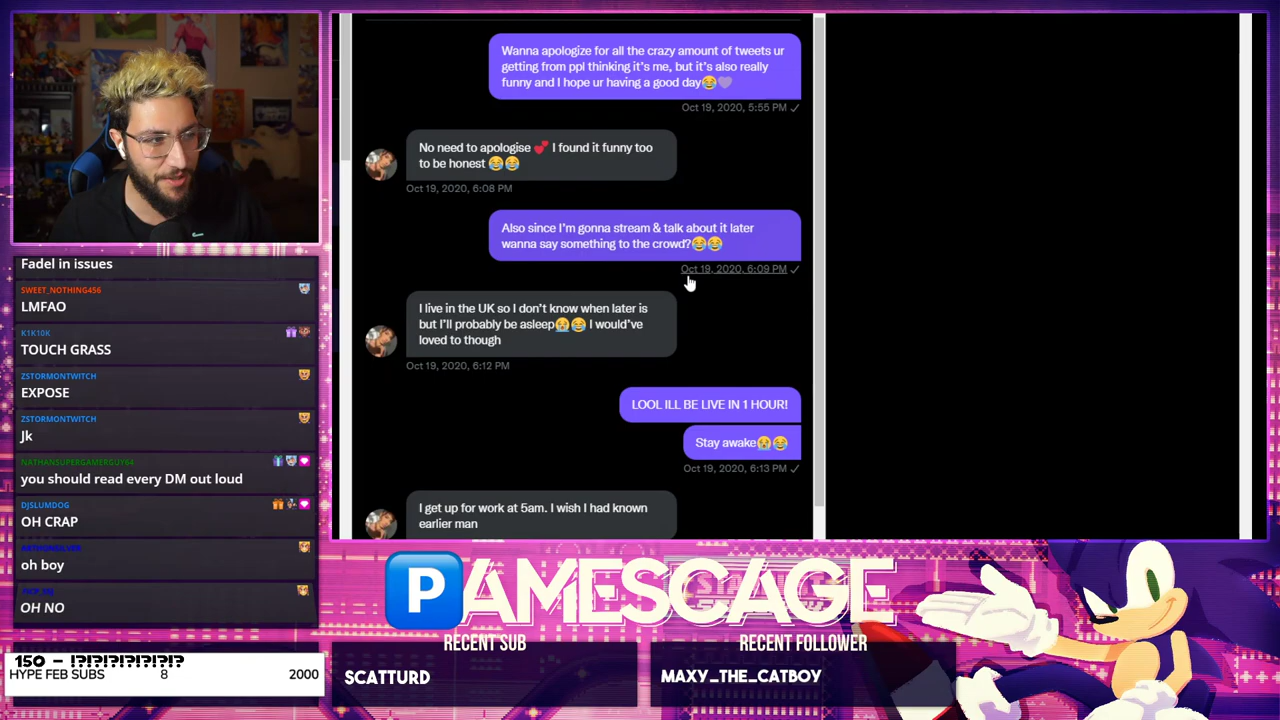 Wanna apologize for all the crazy amount of tweets ur
getting from ppl thinking it's me, but it's also really
funny and I hope ur having a good day😂💜
Oct 19, 2020, 5:55 PM ✓
No need to apologise 💕 I found it funny too
to be honest 😂😂
Oct 19, 2020, 6:08 PM
Also since I'm gonna stream & talk about it later
wanna say something to the crowd?😂😂
Oct 19, 2020, 6:09 PM ✓
I live in the UK so I don't know when later is
but I'll probably be asleep😭😂 I would've
loved to though
Oct 19, 2020, 6:12 PM
LOOL ILL BE LIVE IN 1 HOUR!
Stay awake😭😂
Oct 19, 2020, 6:13 PM ✓
I get up for work at 5am. I wish I had known
earlier man
Fadel in issues
SWEET_NOTHING456
LMFAO
K1K10K
TOUCH GRASS
ZSTORMONTWITCH
EXPOSE
ZSTORMONTWITCH
Jk
NATHANSUPERGAMERGUY64
you should read every DM out loud
DJSLUMDOG
OH CRAP
oh boy
OH NO
150 - !?!?!?!?!?!?!?
HYPE FEB SUBS 8 2000
🅿AMESCAGE
RECENT SUB
SCATTURD
RECENT FOLLOWER
MAXY_THE_CATBOY